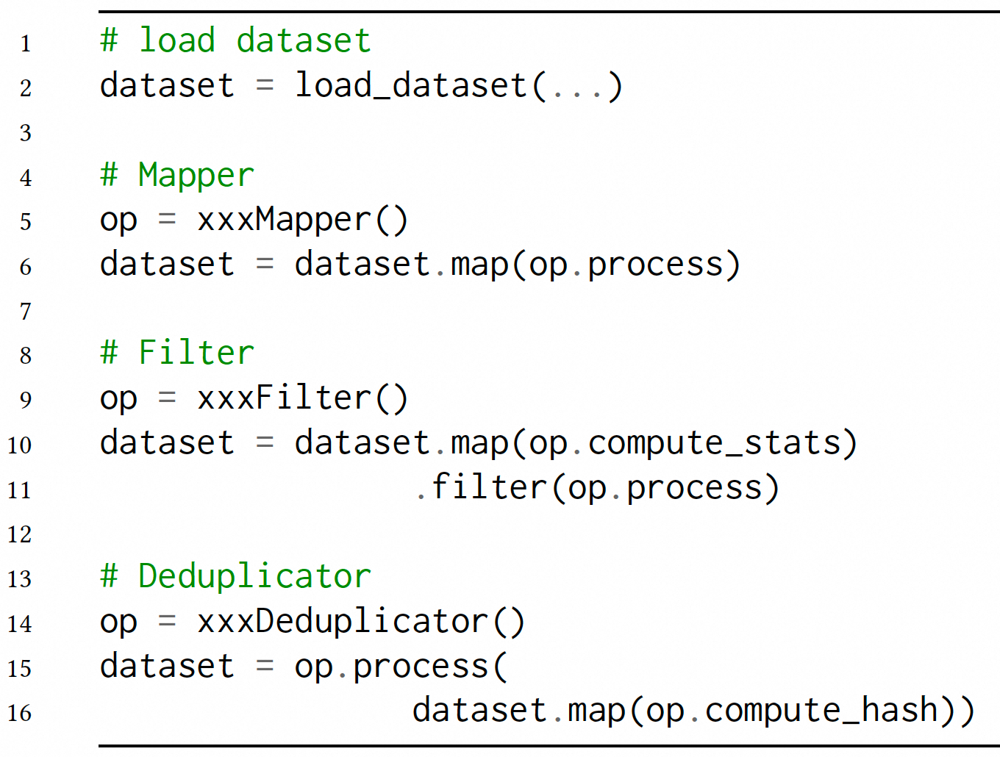 1 # load dataset
2 dataset = load_dataset(...)
3
4 # Mapper
5 op = xxxMapper()
6 dataset = dataset.map(op.process)
7
8 # Filter
9 op = xxxFilter()
10 dataset = dataset.map(op.compute_stats)
11 .filter(op.process)
12
13 # Deduplicator
14 op = xxxDeduplicator()
15 dataset = op.process(
16 dataset.map(op.compute_hash))